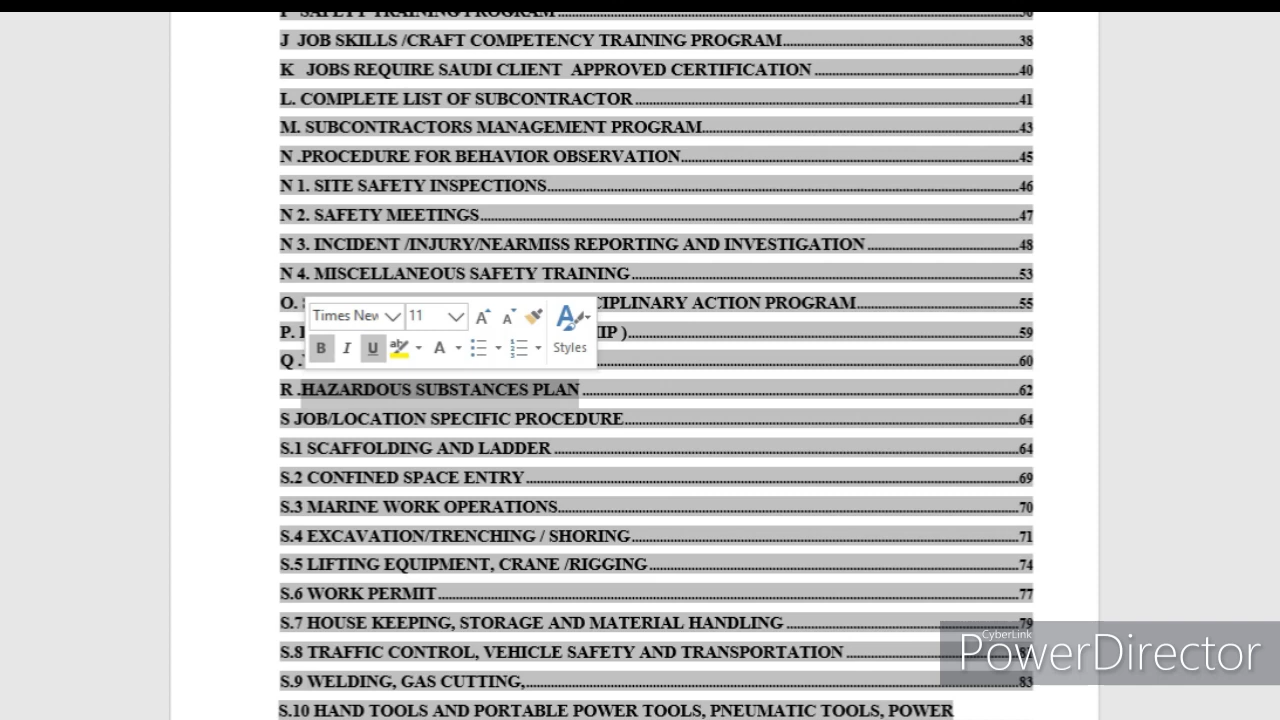 SAFETY TRAINING PROGRAM
J JOB SKILLS /CRAFT COMPETENCY TRAINING PROGRAM 38
K JOBS REQUIRE SAUDI CLIENT APPROVED CERTIFICATION 40
L. COMPLETE LIST OF SUBCONTRACTOR 41
M. SUBCONTRACTORS MANAGEMENT PROGRAM 43
N .PROCEDURE FOR BEHAVIOR OBSERVATION 45
N 1. SITE SAFETY INSPECTIONS 46
N 2. SAFETY MEETINGS 47
N 3. INCIDENT /INJURY/NEARMISS REPORTING AND INVESTIGATION 48
N 4. MISCELLANEOUS SAFETY TRAINING 53
O. CIPLINARY ACTION PROGRAM 55
Times New 11
P. IP ) 59
B I U ab A Styles
Q . 60
R .HAZARDOUS SUBSTANCES PLAN 62
S JOB/LOCATION SPECIFIC PROCEDURE 64
S.1 SCAFFOLDING AND LADDER 64
S.2 CONFINED SPACE ENTRY 69
S.3 MARINE WORK OPERATIONS 70
S.4 EXCAVATION/TRENCHING / SHORING 71
S.5 LIFTING EQUIPMENT, CRANE /RIGGING 74
S.6 WORK PERMIT 77
S.7 HOUSE KEEPING, STORAGE AND MATERIAL HANDLING 79
S.8 TRAFFIC CONTROL, VEHICLE SAFETY AND TRANSPORTATION
S.9 WELDING, GAS CUTTING, 83
S.10 HAND TOOLS AND PORTABLE POWER TOOLS, PNEUMATIC TOOLS, POWER
CyberLink
PowerDirector